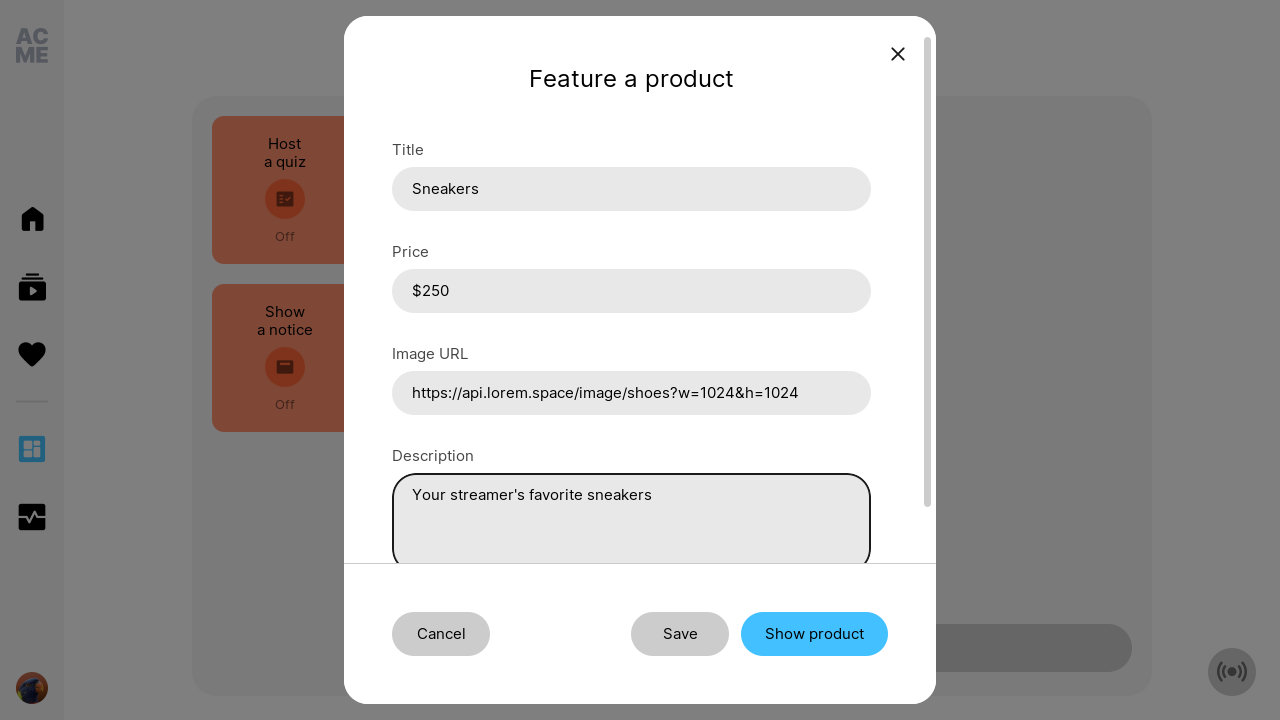 AC
ME
Host
a quiz
Off
Show
a notice
Off
Feature a product
Title
Sneakers
Price
$250
Image URL
https://api.lorem.space/image/shoes?w=1024&h=1024
Description
Your streamer's favorite sneakers
Cancel
Save
Show product